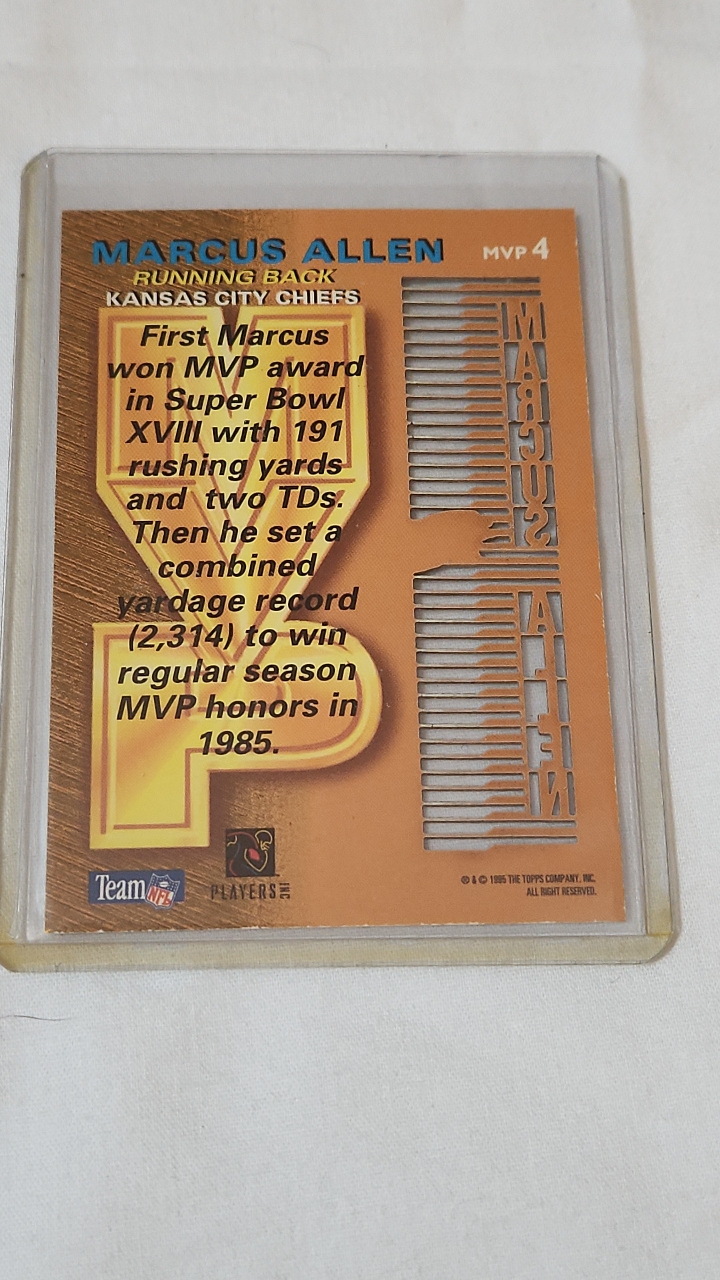 MARCUS ALLEN
MVP 4
RUNNING BACK
KANSAS CITY CHIEFS
First Marcus
won MVP award
in Super Bowl
XVIII with 191
rushing yards
and two TDs.
Then he set a
combined
yardage record
(2,314) to win
regular season
MVP honors in
1985.
MVP
MARCUS ALLEN
Team NFL
PLAYERS INC
® & © 1995 THE TOPPS COMPANY, INC.
ALL RIGHT RESERVED.